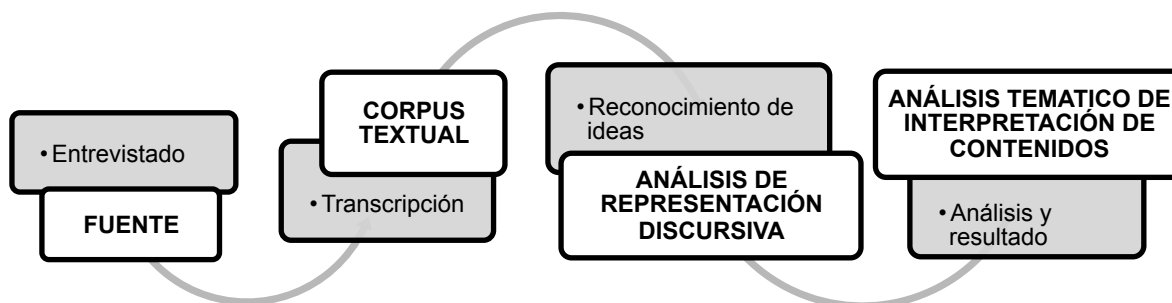 • Entrevistado
FUENTE
CORPUS
TEXTUAL
• Transcripción
• Reconocimiento de
ideas
ANÁLISIS DE
REPRESENTACIÓN
DISCURSIVA
ANÁLISIS TEMATICO DE
INTERPRETACIÓN DE
CONTENIDOS
• Análisis y
resultado